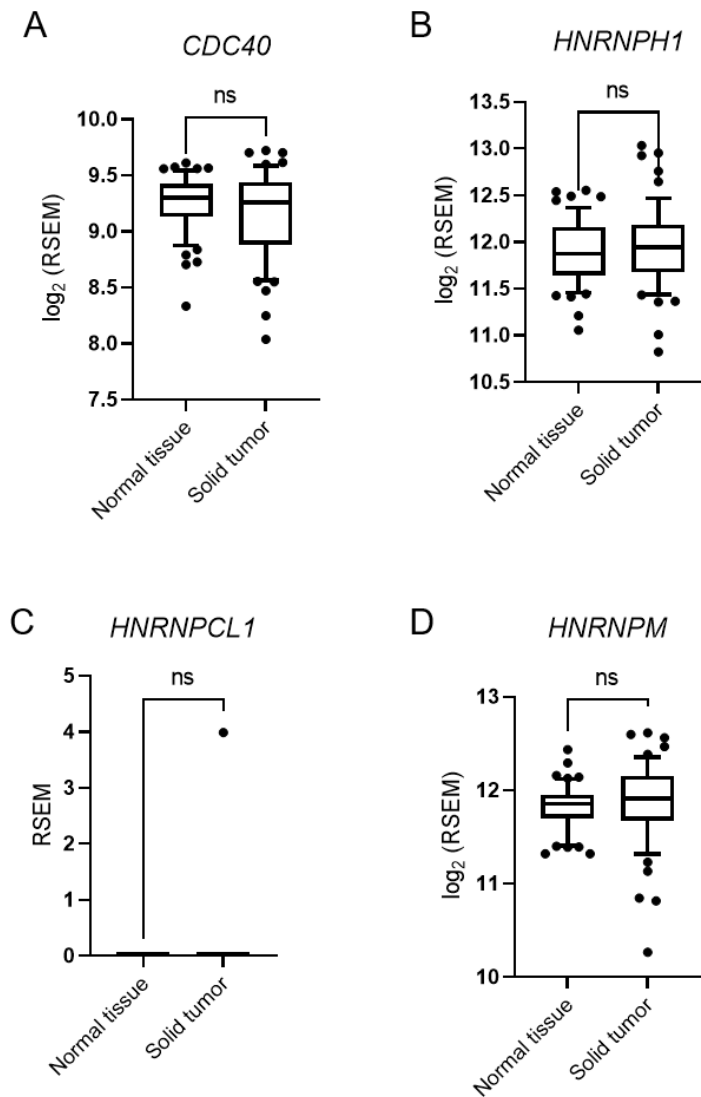 A
CDC40
ns
10.0
9.5
9.0
8.5
8.0
7.5
log2 (RSEM)
Normal tissue
Solid tumor
B
HNRNPH1
ns
13.5
13.0
12.5
12.0
11.5
11.0
10.5
log2 (RSEM)
Normal tissue
Solid tumor
C
HNRNPCL1
ns
5
4
3
2
1
0
RSEM
Normal tissue
Solid tumor
D
HNRNPM
ns
13
12
11
10
log2 (RSEM)
Normal tissue
Solid tumor